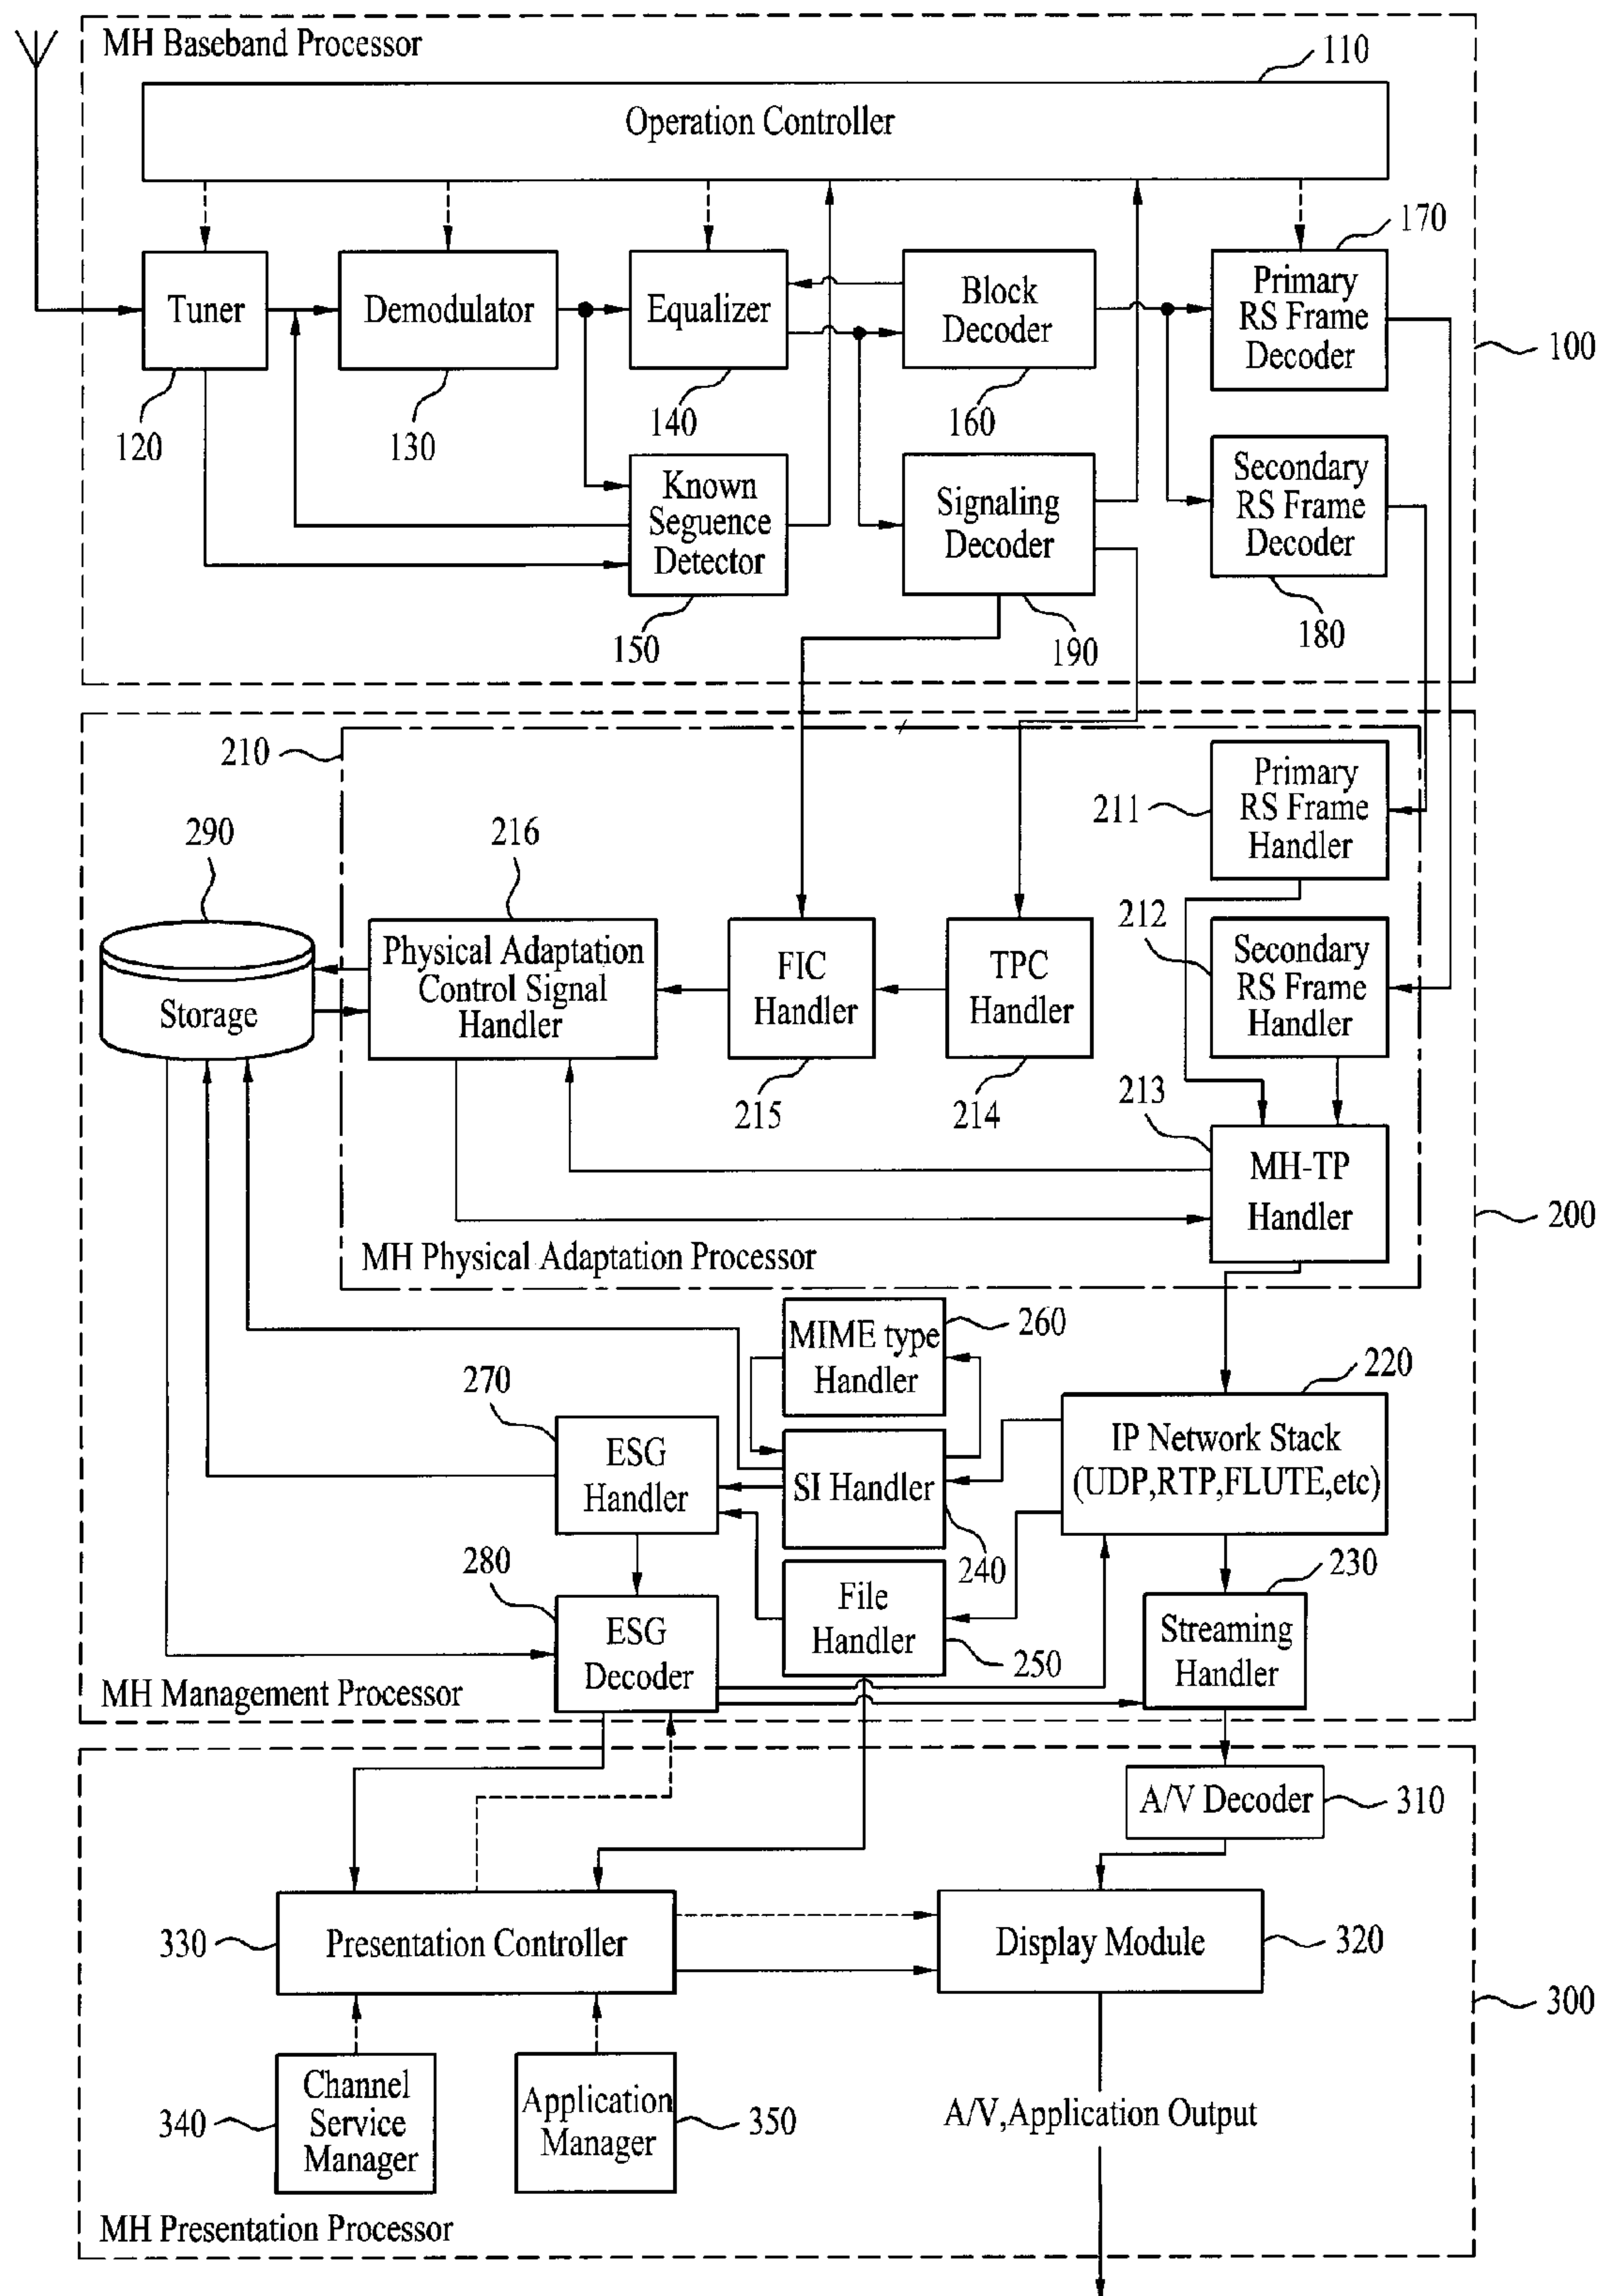 MH Baseband Processor
110
Operation Controller
170
Tuner
Demodulator
Equalizer
Block
Decoder
Primary
RS Frame
Decoder
100
120
130
140
160
Known
Seguence
Detector
Signaling
Decoder
Secondary
RS Frame
Decoder
150
190
180
210
Primary
RS Frame
Handler
211
290
216
212
Storage
Physical Adaptation
Control Signal
Handler
FIC
Handler
TPC
Handler
Secondary
RS Frame
Handler
215
214
213
MH-TP
Handler
200
MH Physical Adaptation Processor
MIME type
Handler
260
270
220
ESG
Handler
SI Handler
IP Network Stack
(UDP,RTP,FLUTE,etc)
240
280
230
ESG
Decoder
File
Handler
250
Streaming
Handler
MH Management Processor
A/V Decoder
310
330
Presentation Controller
Display Module
320
300
340
Channel
Service
Manager
Application
Manager
350
A/V,Application Output
MH Presentation Processor